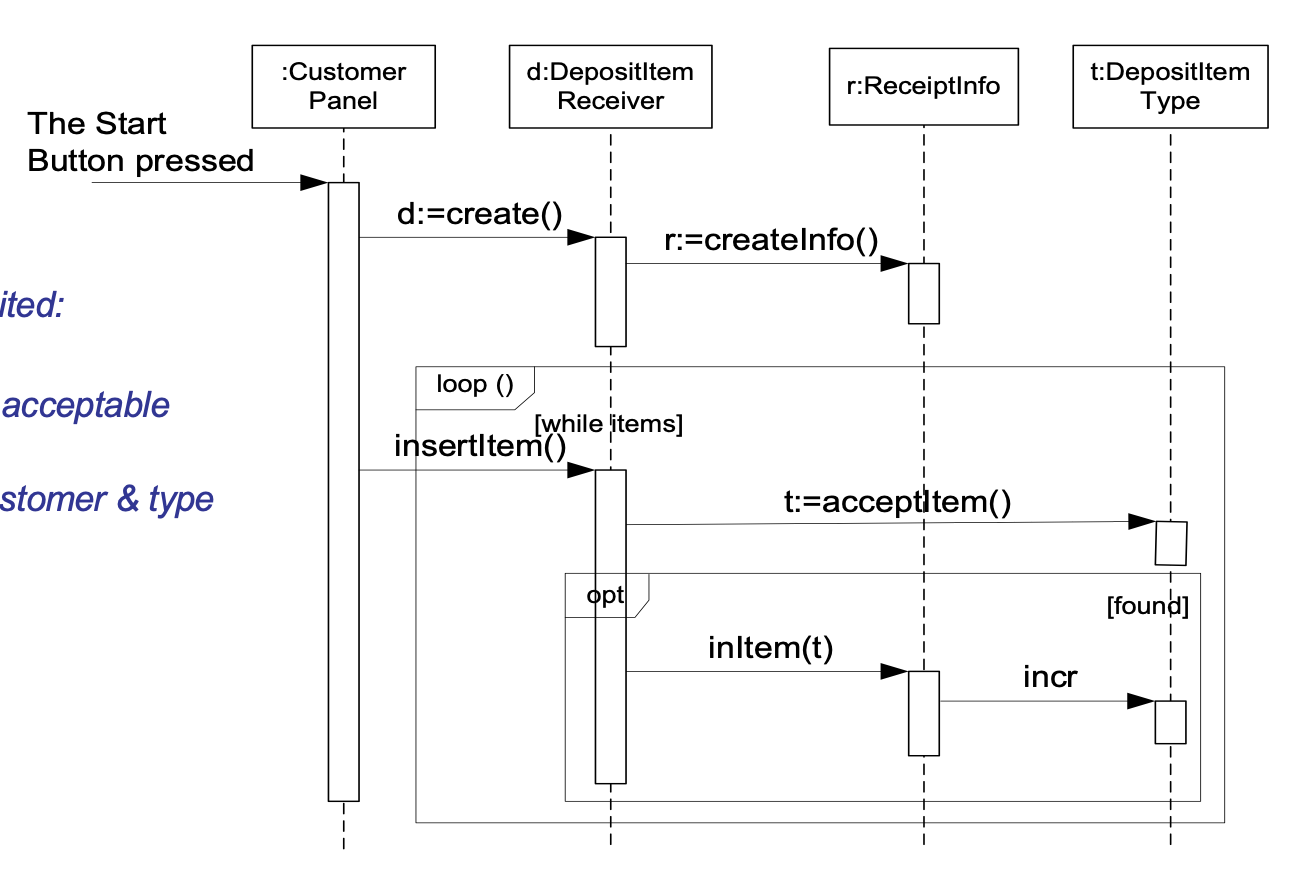 :Customer
Panel
d:DepositItem
Receiver
r:ReceiptInfo
t:DepositItem
Type
The Start
Button pressed
d:=create()
r:=createInfo()
ited:
loop ()
acceptable
[while items]
insertItem()
stomer & type
t:=acceptItem()
opt
[found]
inItem(t)
incr